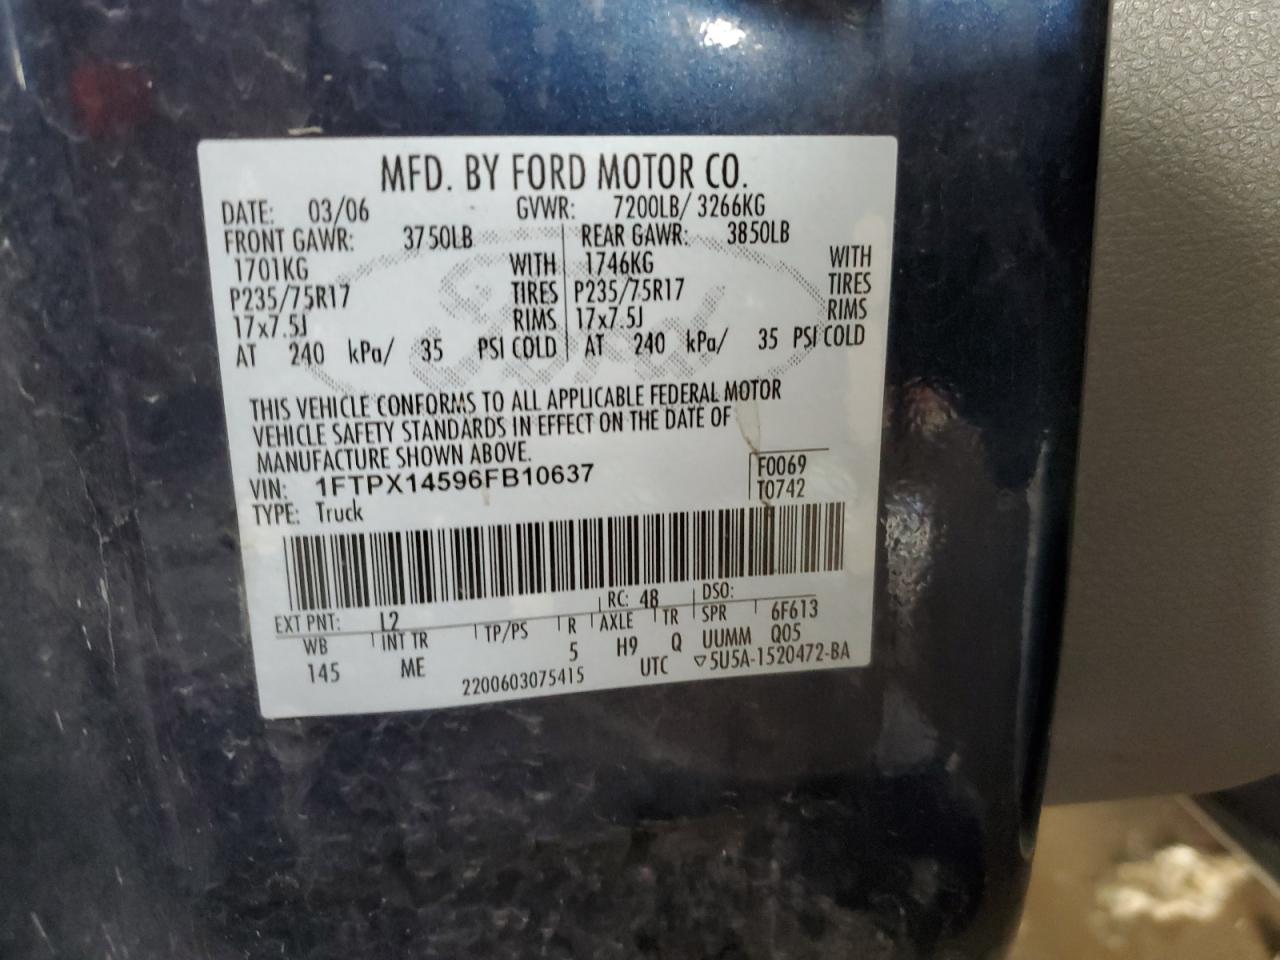 MFD. BY FORD MOTOR CO.
DATE: 03/06 GVWR: 7200LB/ 3266KG
FRONT GAWR: 3750LB REAR GAWR: 3850LB
1701KG WITH 1746KG WITH
P235/75R17 TIRES P235/75R17 TIRES
17x7.5J RIMS 17x7.5J RIMS
AT 240 kPa/ 35 PSI COLD AT 240 kPa/ 35 PSI COLD
THIS VEHICLE CONFORMS TO ALL APPLICABLE FEDERAL MOTOR
VEHICLE SAFETY STANDARDS IN EFFECT ON THE DATE OF
MANUFACTURE SHOWN ABOVE.
VIN: 1FTPX14596FB10637 F0069
TYPE: Truck T0742
EXT PNT: L2 RC: 48 DSO:
WB INT TR TP/PS R AXLE TR SPR 6F613
145 ME 5 H9 Q UUMM Q05
2200603075415 UTC ▽5U5A-1520472-BA